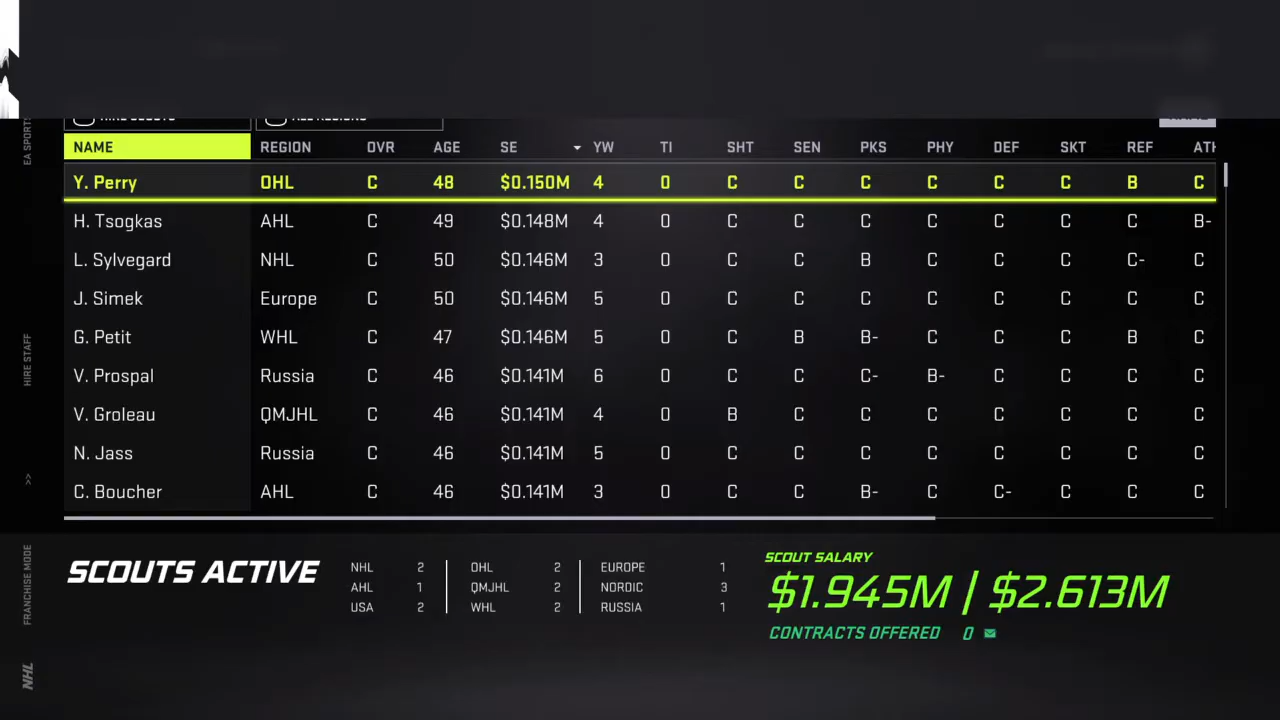 NAME REGION OVR AGE SE YW TI SHT SEN PKS PHY DEF SKT REF ATH
Y. Perry OHL C 48 $0.150M 4 0 C C C C C C B C
H. Tsogkas AHL C 49 $0.148M 4 0 C C C C C C C B-
L. Sylvegard NHL C 50 $0.146M 3 0 C C B C C C C- C
J. Simek Europe C 50 $0.146M 5 0 C C C C C C C C
G. Petit WHL C 47 $0.146M 5 0 C B B- C C C B C
V. Prospal Russia C 46 $0.141M 6 0 C C C- B- C C C C
V. Groleau QMJHL C 46 $0.141M 4 0 B C C C C C C C
N. Jass Russia C 46 $0.141M 5 0 C C C C C C C C
C. Boucher AHL C 46 $0.141M 3 0 C C B- C C- C C C
SCOUTS ACTIVE
NHL 2 OHL 2 EUROPE 1
AHL 1 QMJHL 2 NORDIC 3
USA 2 WHL 2 RUSSIA 1
SCOUT SALARY
$1.945M | $2.613M
CONTRACTS OFFERED 0
EA SPORTS
HIRE STAFF
>>
FRANCHISE MODE
NHL